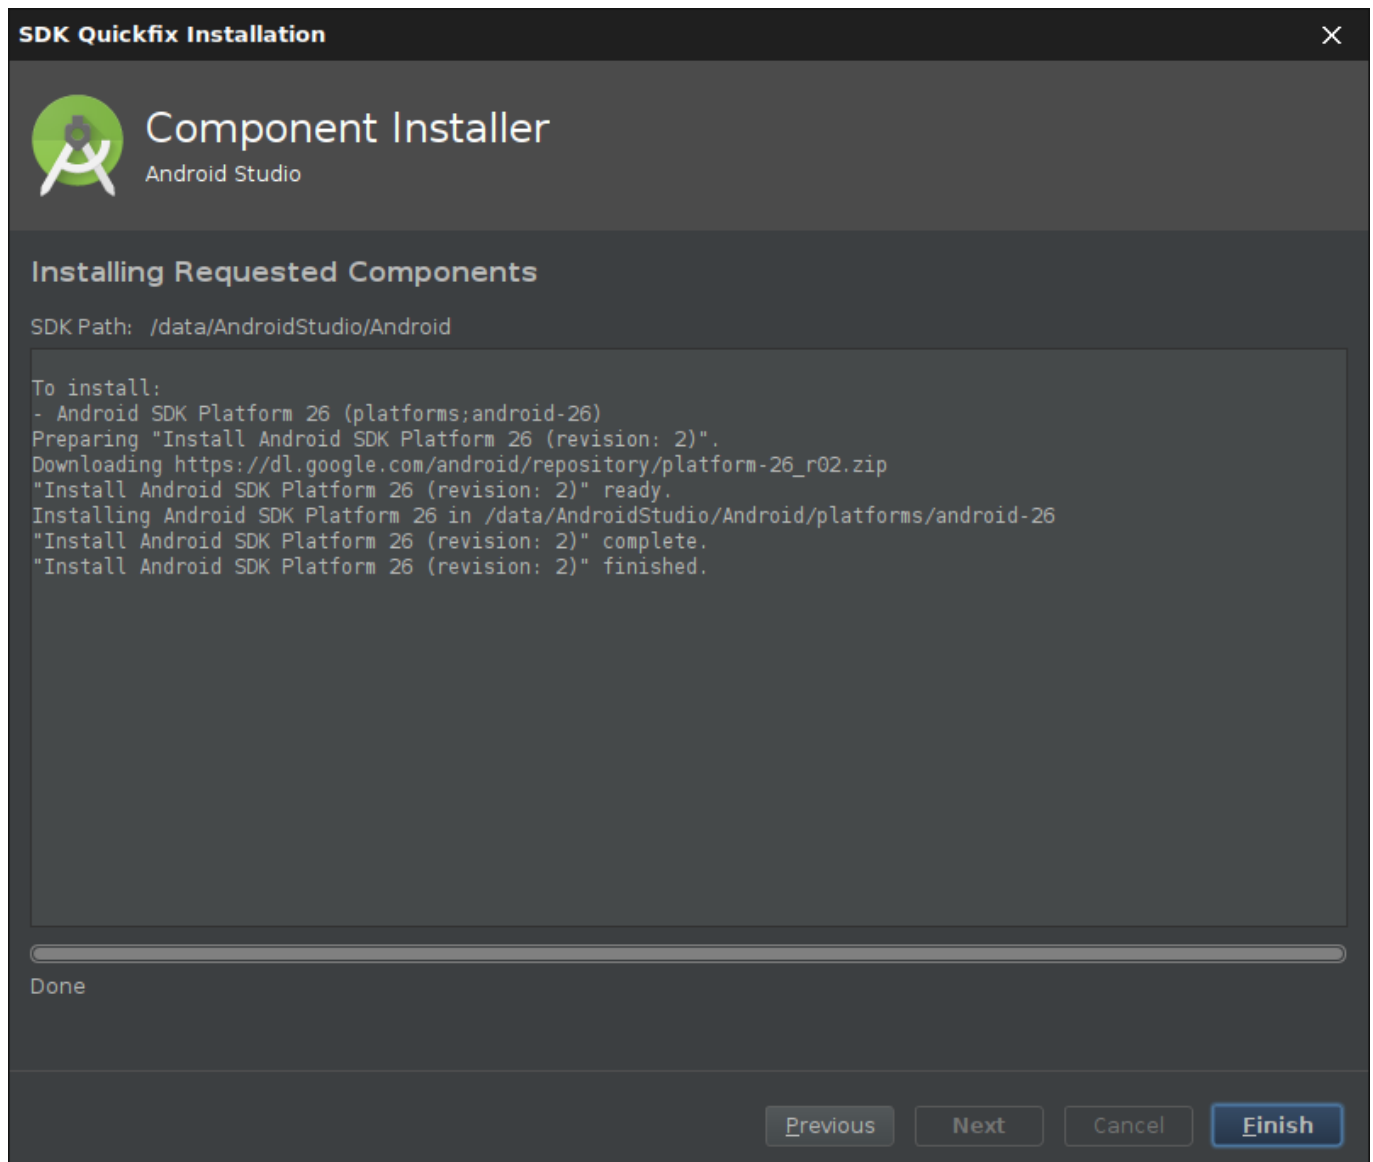 SDK Quickfix Installation
Component Installer
Android Studio
Installing Requested Components
SDK Path: /data/AndroidStudio/Android
To install:
- Android SDK Platform 26 (platforms;android-26)
Preparing "Install Android SDK Platform 26 (revision: 2)".
Downloading https://dl.google.com/android/repository/platform-26_r02.zip
"Install Android SDK Platform 26 (revision: 2)" ready.
Installing Android SDK Platform 26 in /data/AndroidStudio/Android/platforms/android-26
"Install Android SDK Platform 26 (revision: 2)" complete.
"Install Android SDK Platform 26 (revision: 2)" finished.
Done
Previous Next Cancel Finish